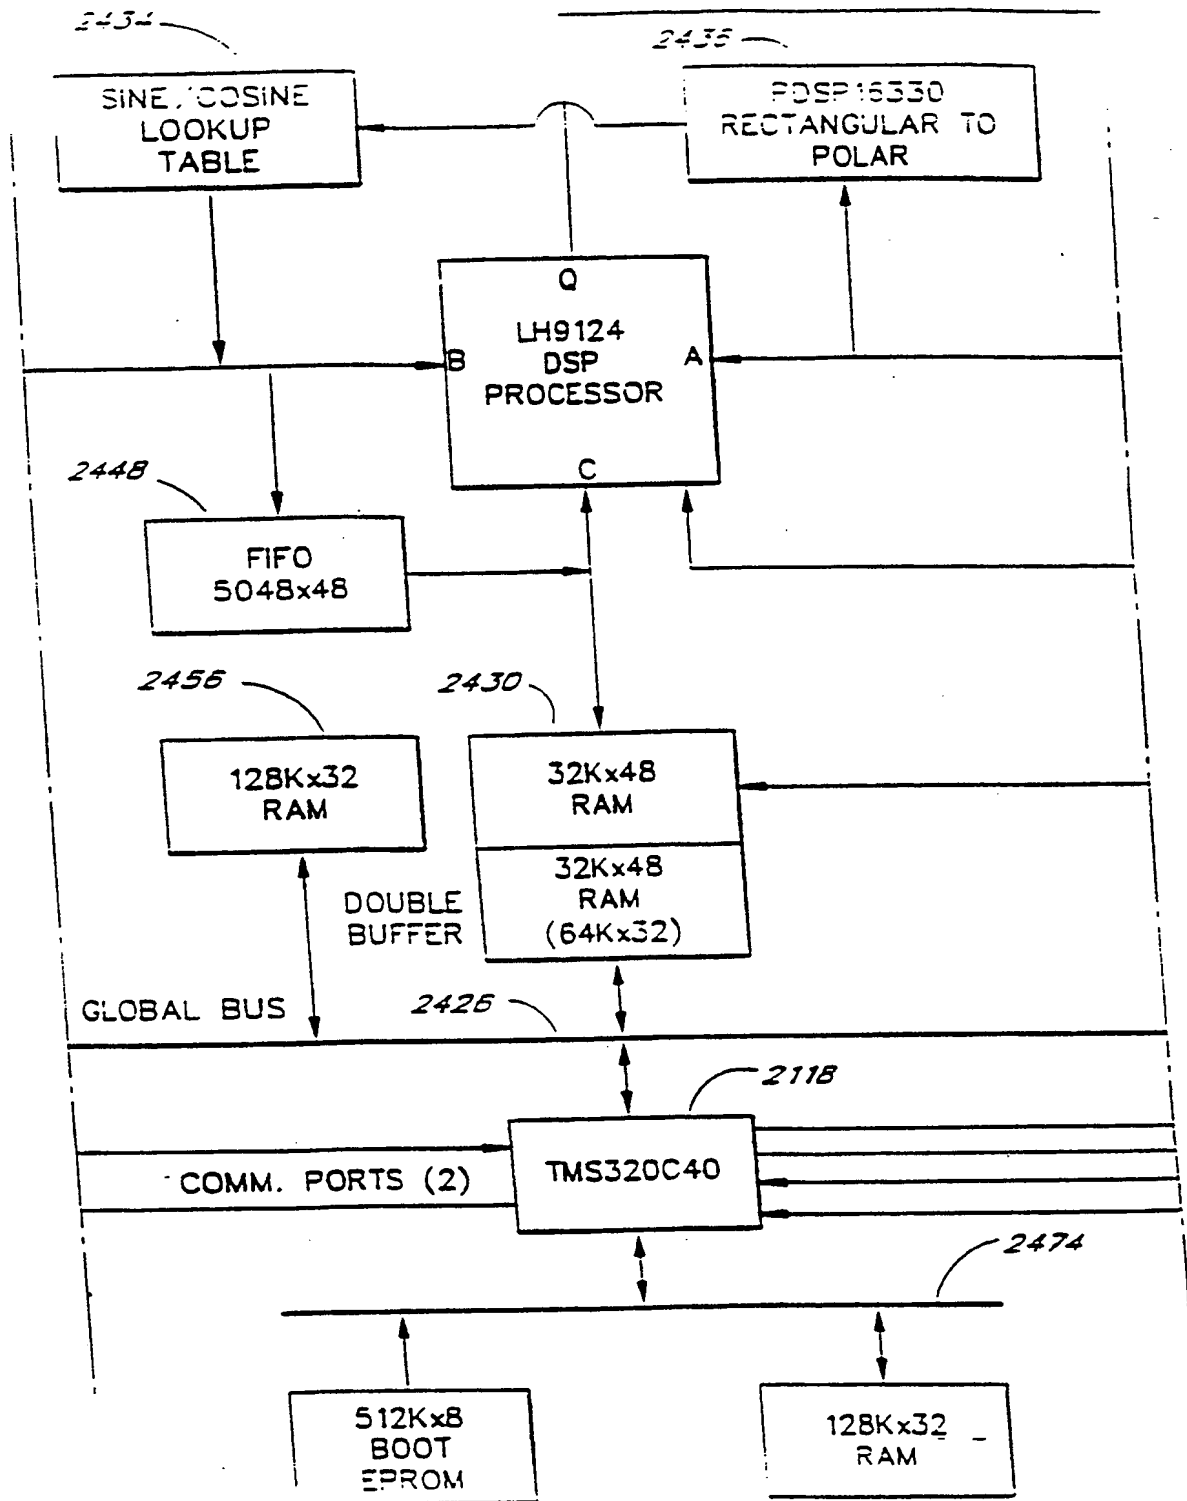 2434
2436
SINE/COSINE
LOOKUP
TABLE
PDSP16330
RECTANGULAR TO
POLAR
Q
LH9124
DSP
PROCESSOR
B
A
C
2448
FIFO
5048x48
2456
2430
128Kx32
RAM
32Kx48
RAM
32Kx48
RAM
(64Kx32)
DOUBLE
BUFFER
GLOBAL BUS
2426
2118
TMS320C40
COMM. PORTS (2)
2474
512Kx8
BOOT
EPROM
128Kx32
RAM